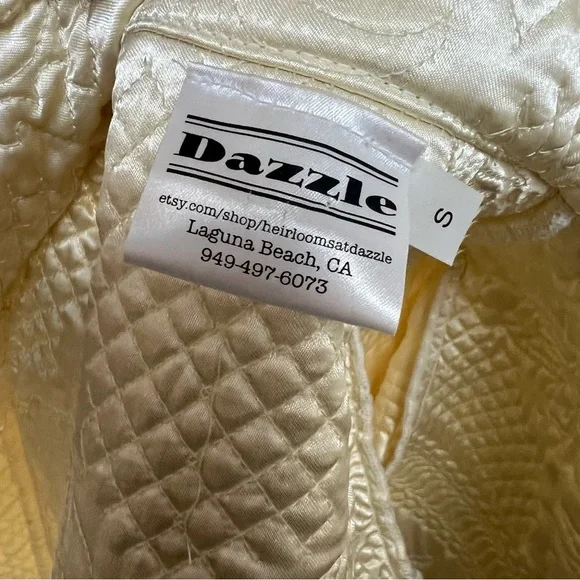 Dazzle
etsy.com/shop/heirloomsatdazzle
Laguna Beach, CA
949-497-6073
S